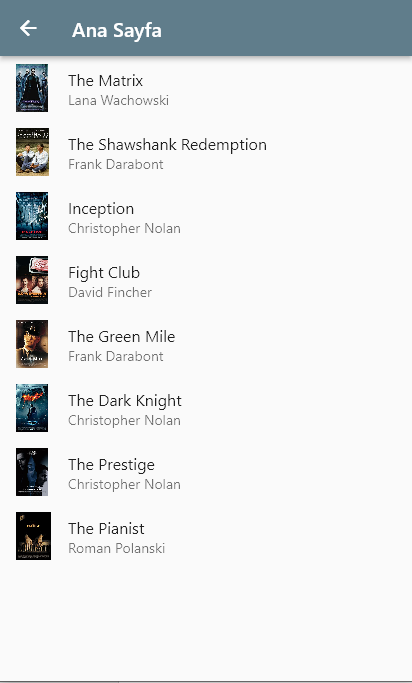 Ana Sayfa
The Matrix
Lana Wachowski
The Shawshank Redemption
Frank Darabont
Inception
Christopher Nolan
Fight Club
David Fincher
The Green Mile
Frank Darabont
The Dark Knight
Christopher Nolan
The Prestige
Christopher Nolan
The Pianist
Roman Polanski